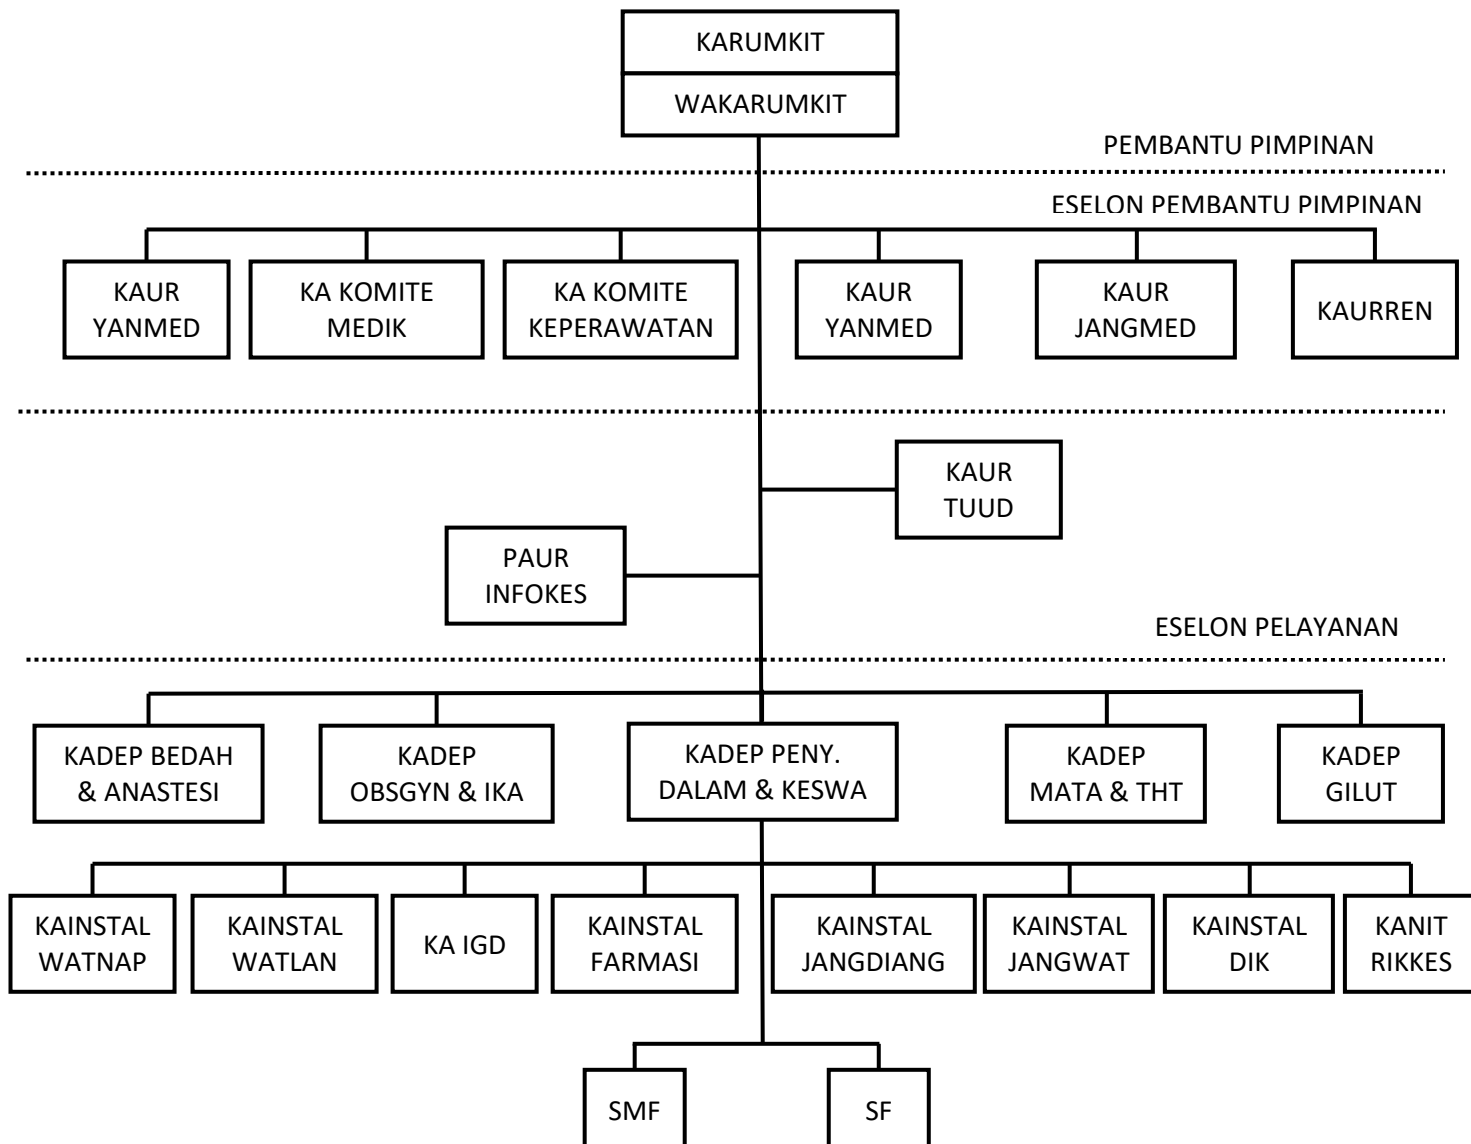 KARUMKIT
WAKARUMKIT
PEMBANTU PIMPINAN
ESELON PEMBANTU PIMPINAN
KAUR
YANMED
KA KOMITE
MEDIK
KA KOMITE
KEPERAWATAN
KAUR
YANMED
KAUR
JANGMED
KAURREN
KAUR
TUUD
PAUR
INFOKES
ESELON PELAYANAN
KADEP BEDAH
& ANASTESI
KADEP
OBSGYN & IKA
KADEP PENY.
DALAM & KESWA
KADEP
MATA & THT
KADEP
GILUT
KAINSTAL
WATNAP
KAINSTAL
WATLAN
KA IGD
KAINSTAL
FARMASI
KAINSTAL
JANGDIANG
KAINSTAL
JANGWAT
KAINSTAL
DIK
KANIT
RIKKES
SMF
SF